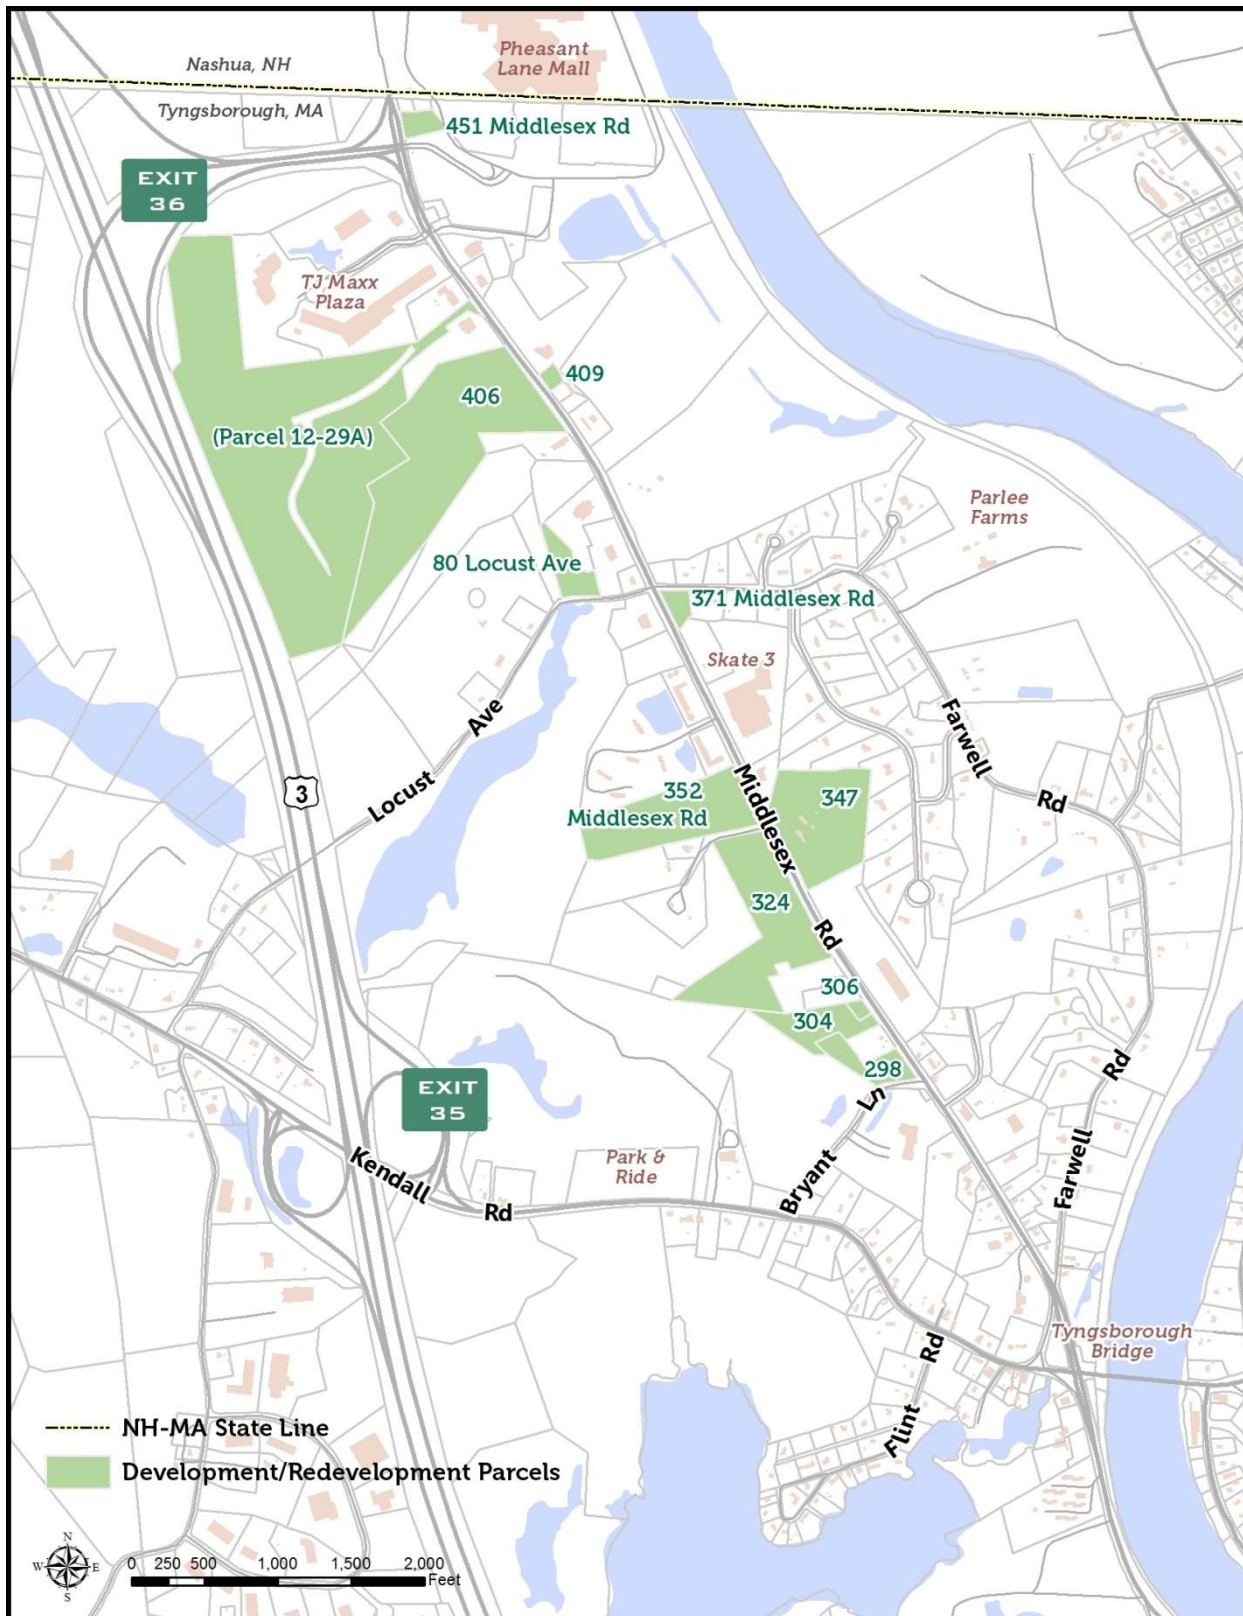 Nashua, NH
Pheasant
Lane Mall
Tyngsborough, MA
451 Middlesex Rd
EXIT
36
TJ Maxx
Plaza
409
406
(Parcel 12-29A)
Parlee
Farms
80 Locust Ave
371 Middlesex Rd
Skate 3
Locust Ave
Farwell Rd
3
352
Middlesex Rd
347
Middlesex Rd
324
306
304
298
EXIT
35
Kendall Rd
Park &
Ride
Bryant Ln
Farwell Rd
Tyngsborough
Bridge
Flint Rd
NH-MA State Line
Development/Redevelopment Parcels
N
W E
S
0 250 500 1,000 1,500 2,000
Feet